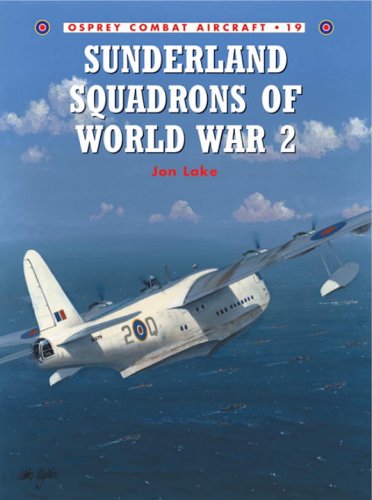 OSPREY COMBAT AIRCRAFT • 19
SUNDERLAND
SQUADRONS OF
WORLD WAR 2
Jon Lake
2 Q